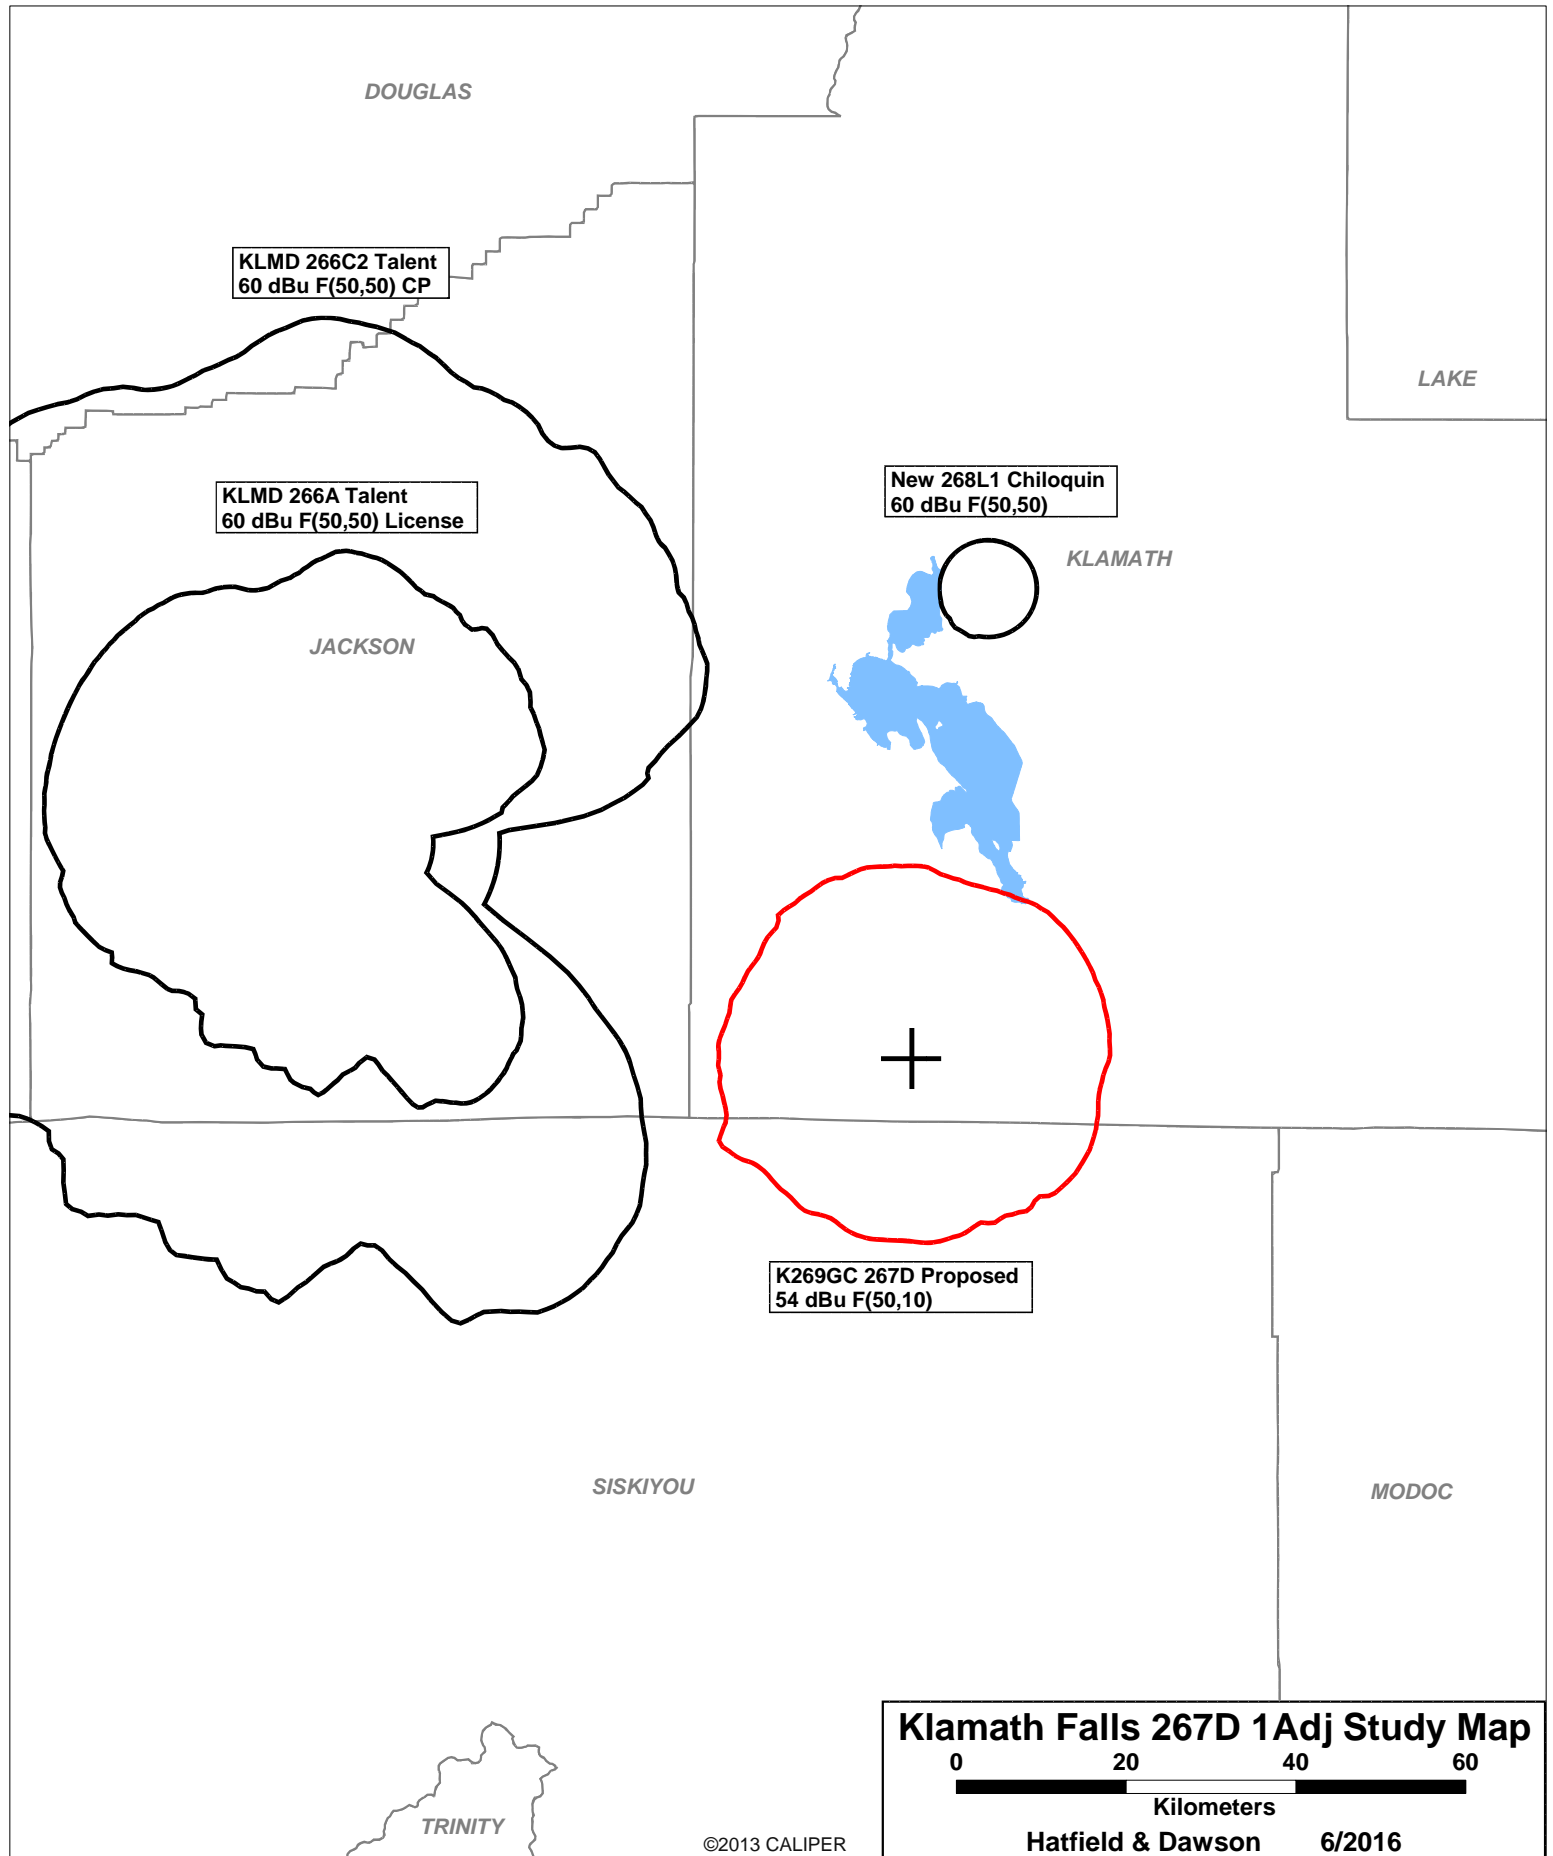 DOUGLAS
KLMD 266C2 Talent
60 dBu F(50,50) CP
LAKE
KLMD 266A Talent
60 dBu F(50,50) License
New 268L1 Chiloquin
60 dBu F(50,50)
KLAMATH
JACKSON
K269GC 267D Proposed
54 dBu F(50,10)
SISKIYOU
MODOC
TRINITY
©2013 CALIPER
Klamath Falls 267D 1Adj Study Map
0 20 40 60
Kilometers
Hatfield & Dawson 6/2016